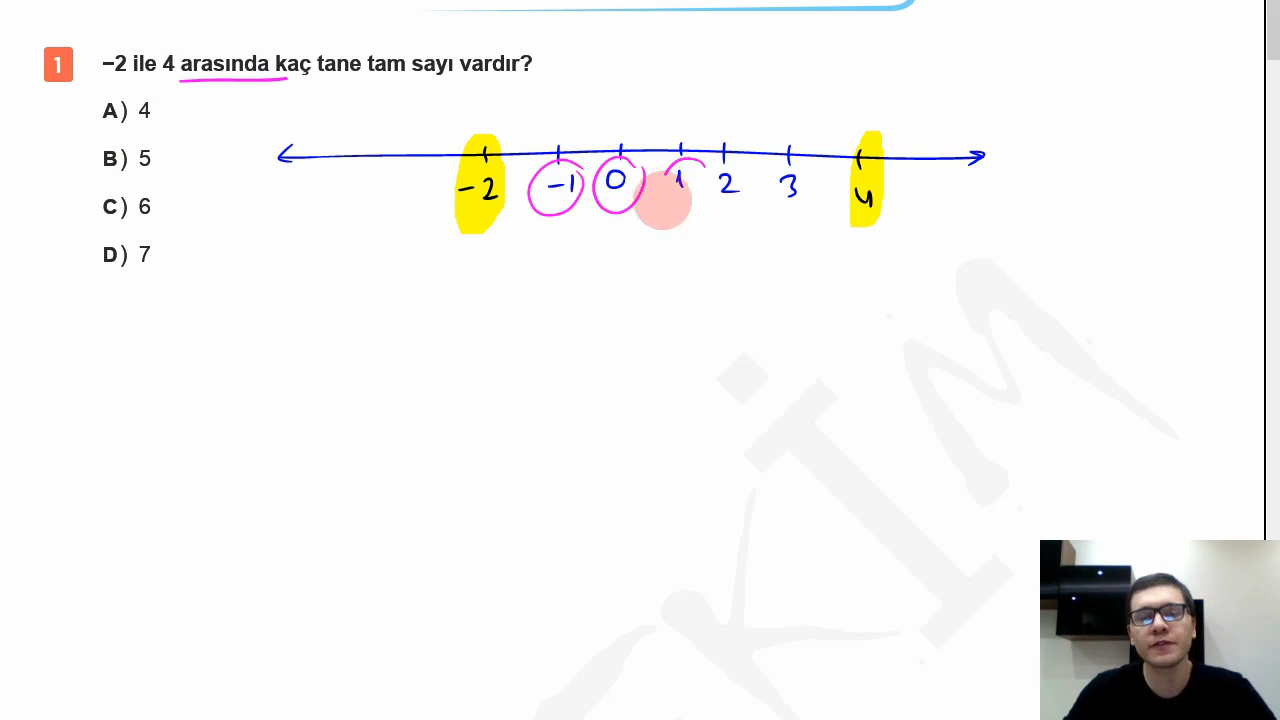 1 −2 ile 4 arasında kaç tane tam sayı vardır?
A) 4
B) 5
C) 6
D) 7
−2 −1 0 1 2 3 4
KİM